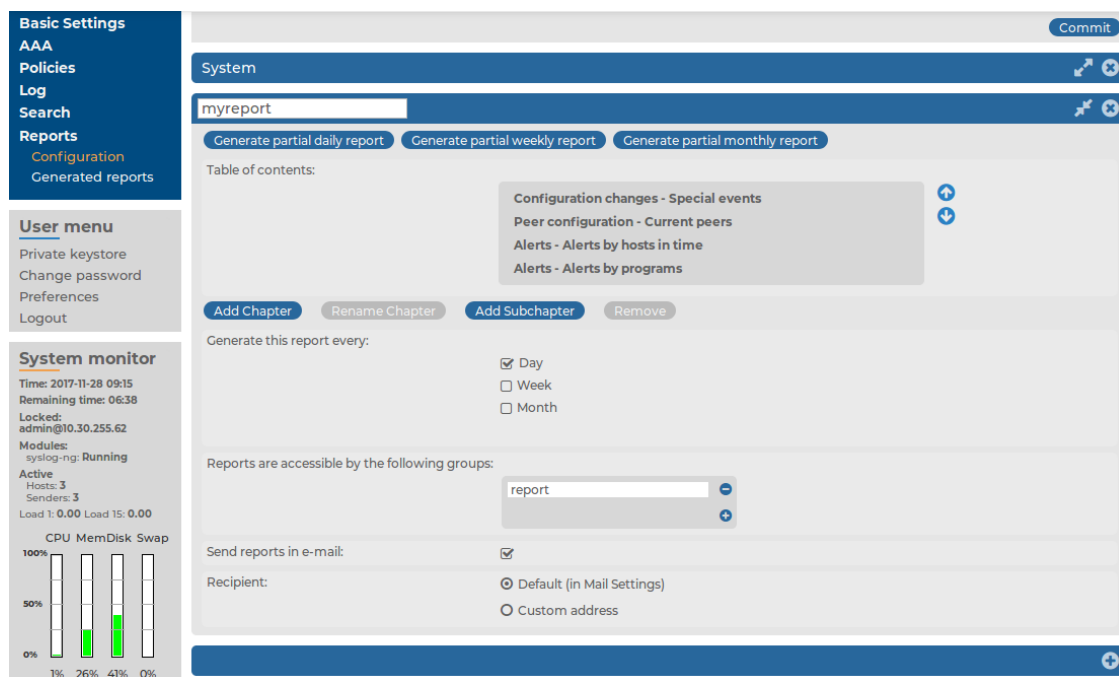 Basic Settings
AAA
Policies
Log
Search
Reports
Configuration
Generated reports
User menu
Private keystore
Change password
Preferences
Logout
System monitor
Time: 2017-11-28 09:15
Remaining time: 06:38
Locked:
admin@10.30.255.62
Modules:
syslog-ng: Running
Active
Hosts: 3
Senders: 3
Load 1: 0.00 Load 15: 0.00
CPU Mem Disk Swap
100%
50%
0%
1% 26% 41% 0%
Commit
System
myreport
Generate partial daily report Generate partial weekly report Generate partial monthly report
Table of contents:
Configuration changes - Special events
Peer configuration - Current peers
Alerts - Alerts by hosts in time
Alerts - Alerts by programs
Add Chapter Rename Chapter Add Subchapter Remove
Generate this report every:
Day
Week
Month
Reports are accessible by the following groups:
report
Send reports in e-mail:
Recipient:
Default (in Mail Settings)
Custom address